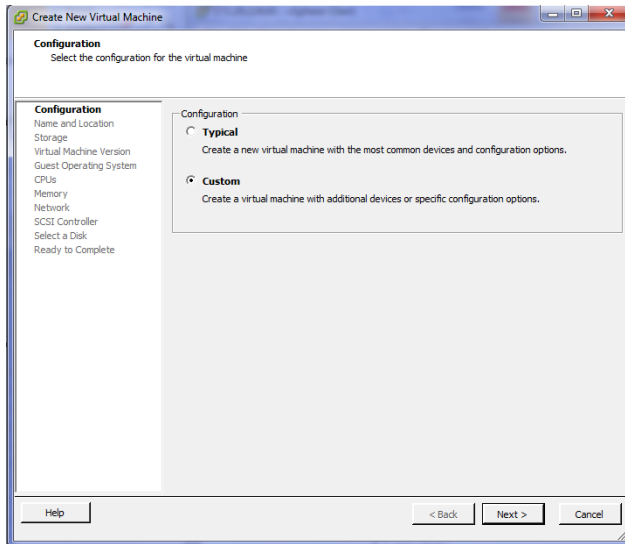 Create New Virtual Machine
Configuration
Select the configuration for the virtual machine
Configuration
Name and Location
Storage
Virtual Machine Version
Guest Operating System
CPUs
Memory
Network
SCSI Controller
Select a Disk
Ready to Complete
Configuration
Typical
Create a new virtual machine with the most common devices and configuration options.
Custom
Create a virtual machine with additional devices or specific configuration options.
Help
< Back
Next >
Cancel